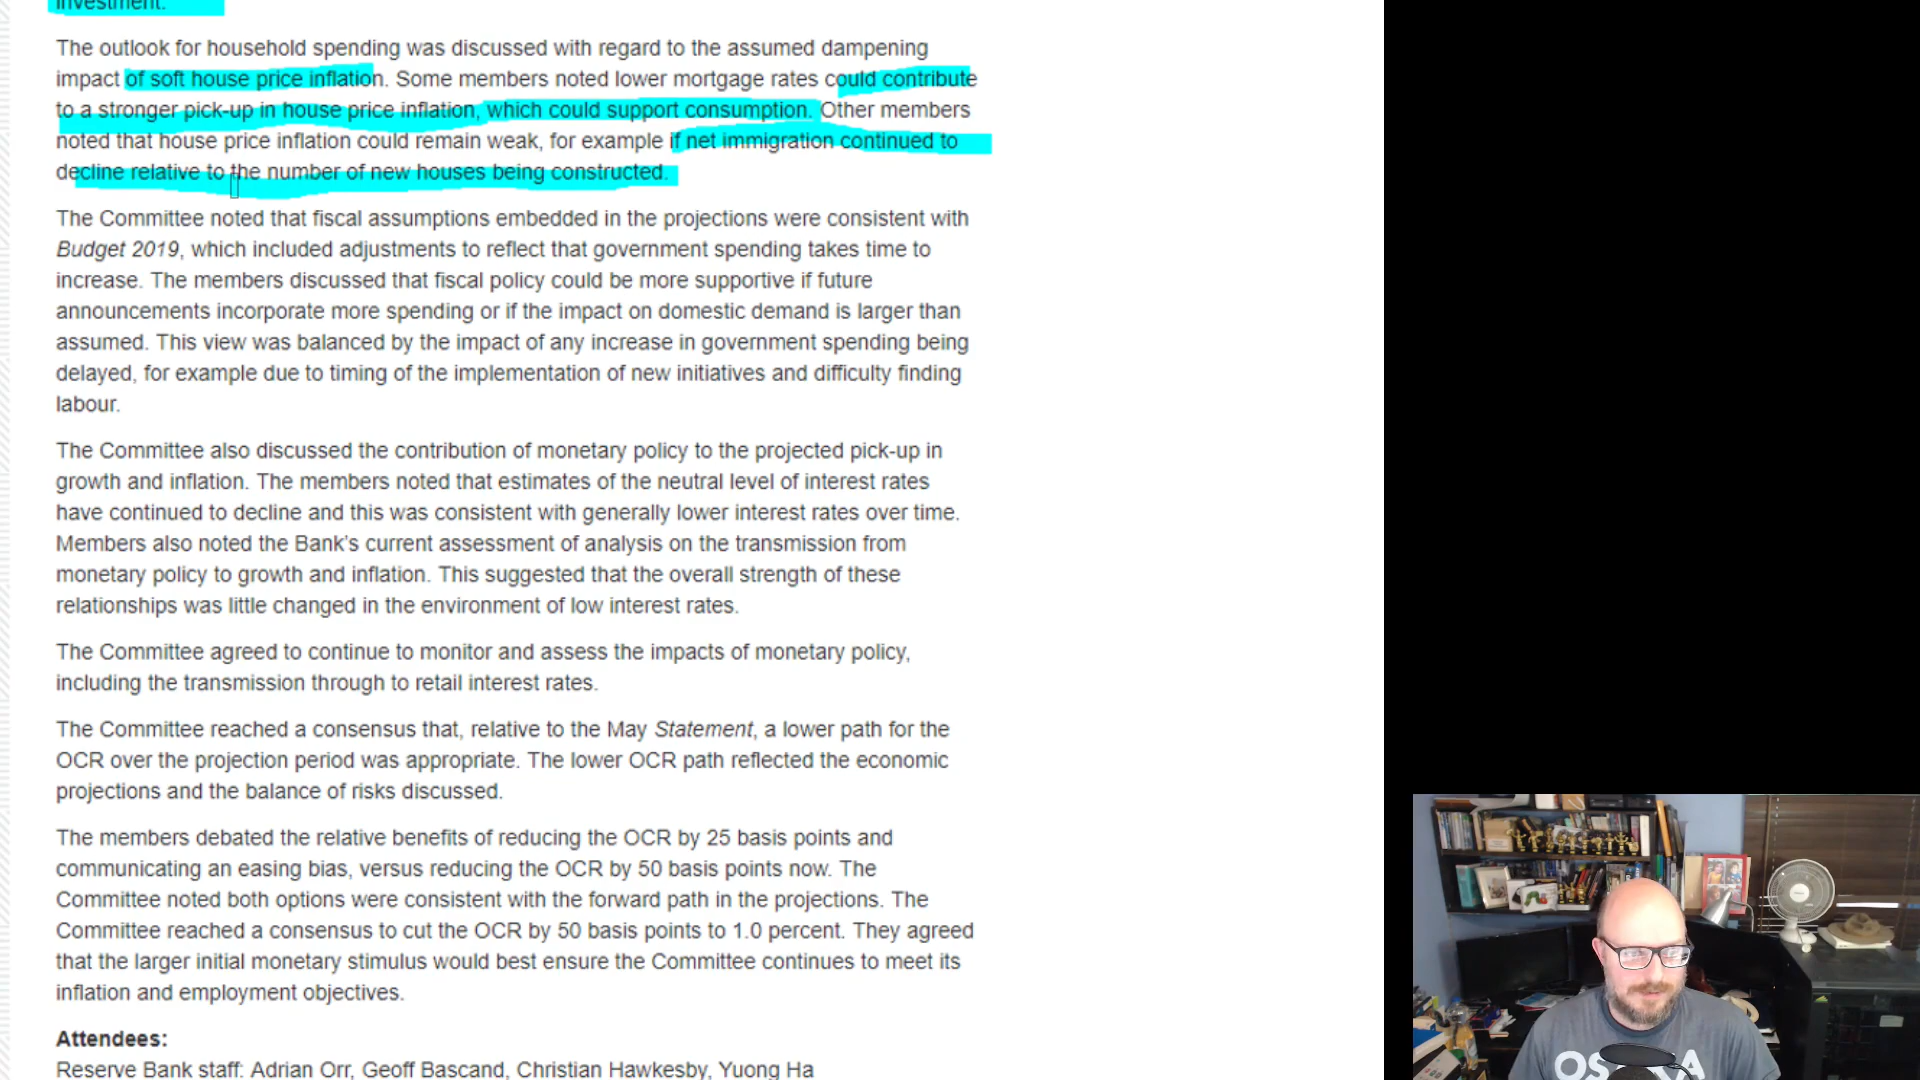 investment.
The outlook for household spending was discussed with regard to the assumed dampening
impact of soft house price inflation. Some members noted lower mortgage rates could contribute
to a stronger pick-up in house price inflation, which could support consumption. Other members
noted that house price inflation could remain weak, for example if net immigration continued to
decline relative to the number of new houses being constructed.
The Committee noted that fiscal assumptions embedded in the projections were consistent with
Budget 2019, which included adjustments to reflect that government spending takes time to
increase. The members discussed that fiscal policy could be more supportive if future
announcements incorporate more spending or if the impact on domestic demand is larger than
assumed. This view was balanced by the impact of any increase in government spending being
delayed, for example due to timing of the implementation of new initiatives and difficulty finding
labour.
The Committee also discussed the contribution of monetary policy to the projected pick-up in
growth and inflation. The members noted that estimates of the neutral level of interest rates
have continued to decline and this was consistent with generally lower interest rates over time.
Members also noted the Bank's current assessment of analysis on the transmission from
monetary policy to growth and inflation. This suggested that the overall strength of these
relationships was little changed in the environment of low interest rates.
The Committee agreed to continue to monitor and assess the impacts of monetary policy,
including the transmission through to retail interest rates.
The Committee reached a consensus that, relative to the May Statement, a lower path for the
OCR over the projection period was appropriate. The lower OCR path reflected the economic
projections and the balance of risks discussed.
The members debated the relative benefits of reducing the OCR by 25 basis points and
communicating an easing bias, versus reducing the OCR by 50 basis points now. The
Committee noted both options were consistent with the forward path in the projections. The
Committee reached a consensus to cut the OCR by 50 basis points to 1.0 percent. They agreed
that the larger initial monetary stimulus would best ensure the Committee continues to meet its
inflation and employment objectives.
Attendees:
Reserve Bank staff: Adrian Orr, Geoff Bascand, Christian Hawkesby, Yuong Ha